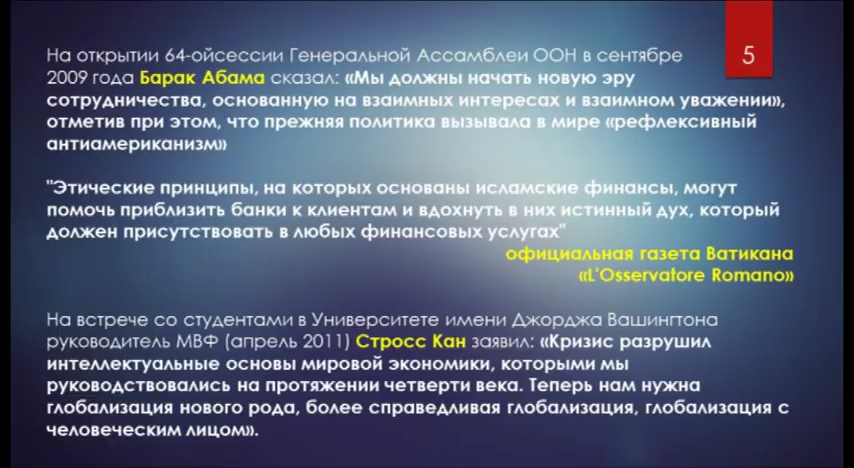 5
На открытии 64-ойсессии Генеральной Ассамблеи ООН в сентябре
2009 года Барак Абама сказал: «Мы должны начать новую эру
сотрудничества, основанную на взаимных интересах и взаимном уважении»,
отметив при этом, что прежняя политика вызывала в мире «рефлексивный
антиамериканизм»
"Этические принципы, на которых основаны исламские финансы, могут
помочь приблизить банки к клиентам и вдохнуть в них истинный дух, который
должен присутствовать в любых финансовых услугах"
официальная газета Ватикана
«L'Osservatore Romano»
На встрече со студентами в Университете имени Джорджа Вашингтона
руководитель МВФ (апрель 2011) Стросс Кан заявил: «Кризис разрушил
интеллектуальные основы мировой экономики, которыми мы
руководствовались на протяжении четверти века. Теперь нам нужна
глобализация нового рода, более справедливая глобализация, глобализация с
человеческим лицом».